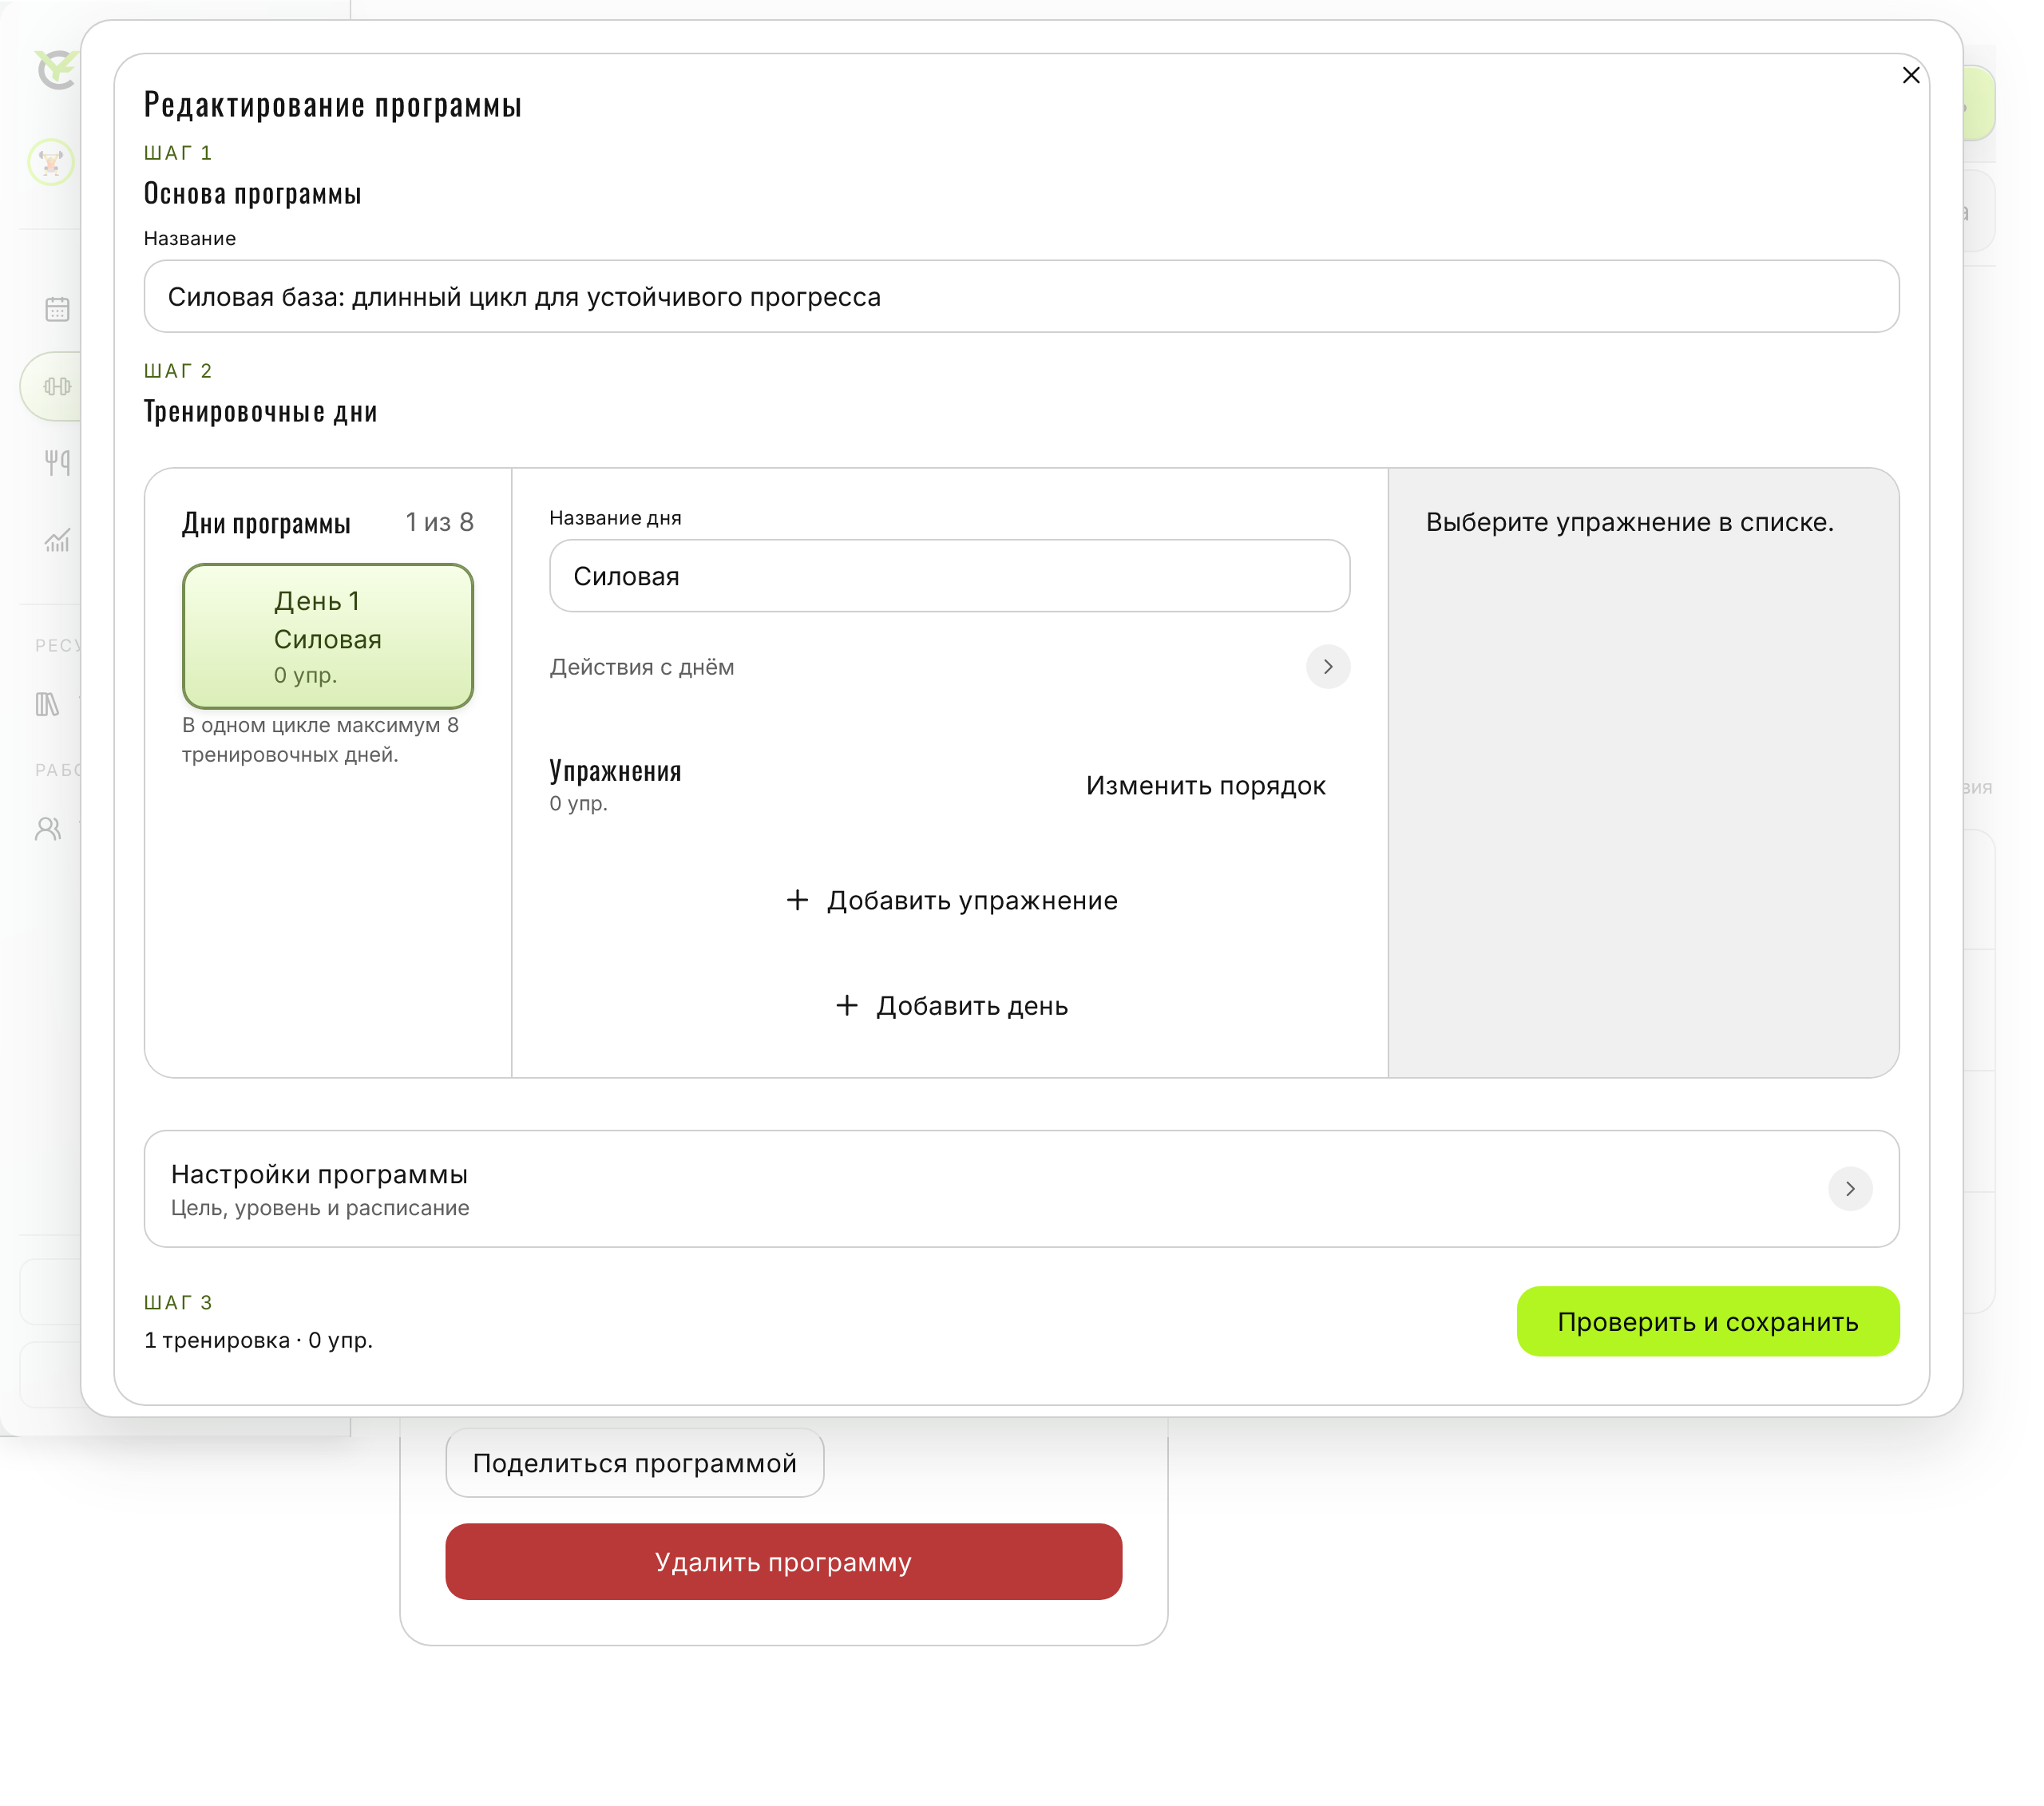 Редактирование программы
ШАГ 1
Основа программы
Название
Силовая база: длинный цикл для устойчивого прогресса
ШАГ 2
Тренировочные дни
Дни программы
1 из 8
День 1
Силовая
0 упр.
В одном цикле максимум 8
тренировочных дней.
Название дня
Силовая
Действия с днём
Упражнения
0 упр.
Изменить порядок
Добавить упражнение
Добавить день
Выберите упражнение в списке.
Настройки программы
Цель, уровень и расписание
ШАГ 3
1 тренировка · 0 упр.
Проверить и сохранить
Поделиться программой
Удалить программу